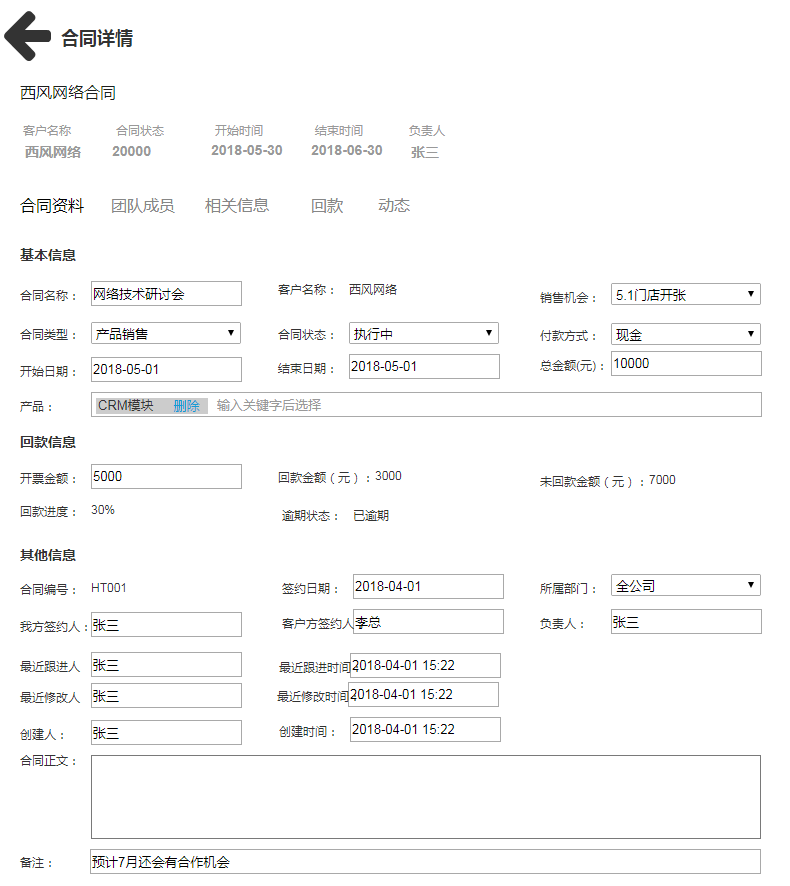 合同详情
西风网络合同
客户名称 合同状态 开始时间 结束时间 负责人
西风网络 20000 2018-05-30 2018-06-30 张三
合同资料 团队成员 相关信息 回款 动态
基本信息
合同名称： 网络技术研讨会 客户名称： 西风网络 销售机会： 5.1门店开张
合同类型： 产品销售 合同状态： 执行中 付款方式： 现金
开始日期： 2018-05-01 结束日期： 2018-05-01 总金额(元)： 10000
产品： CRM模块 删除 输入关键字后选择
回款信息
开票金额： 5000 回款金额（元）：3000 未回款金额（元）：7000
回款进度： 30% 逾期状态： 已逾期
其他信息
合同编号： HT001 签约日期： 2018-04-01 所属部门： 全公司
我方签约人： 张三 客户方签约人 李总 负责人： 张三
最近跟进人 张三 最近跟进时间： 2018-04-01 15:22
最近修改人 张三 最近修改时间： 2018-04-01 15:22
创建人： 张三 创建时间： 2018-04-01 15:22
合同正文：
备注： 预计7月还会有合作机会